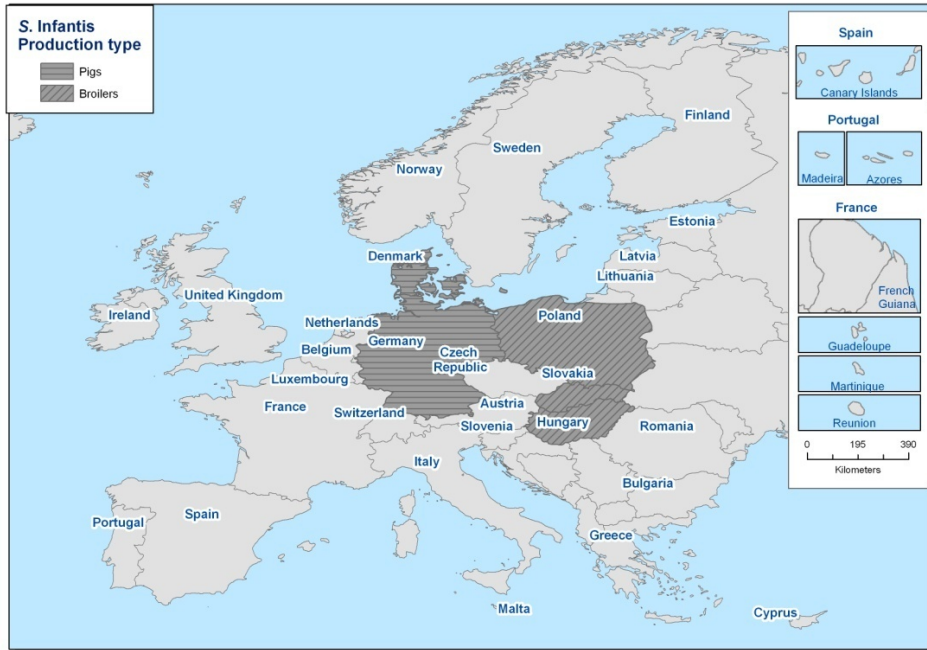 S. Infantis
Production type
Pigs
Broilers
Spain
Canary Islands
Portugal
Madeira
Azores
France
French
Guiana
Guadeloupe
Martinique
Reunion
0 195 390
Kilometers
Finland
Sweden
Norway
Estonia
Latvia
Lithuania
Denmark
United Kingdom
Ireland
Netherlands
Poland
Germany
Belgium
Czech
Republic
Slovakia
Luxembourg
France
Austria
Switzerland
Hungary
Slovenia
Romania
Italy
Bulgaria
Portugal
Spain
Greece
Malta
Cyprus